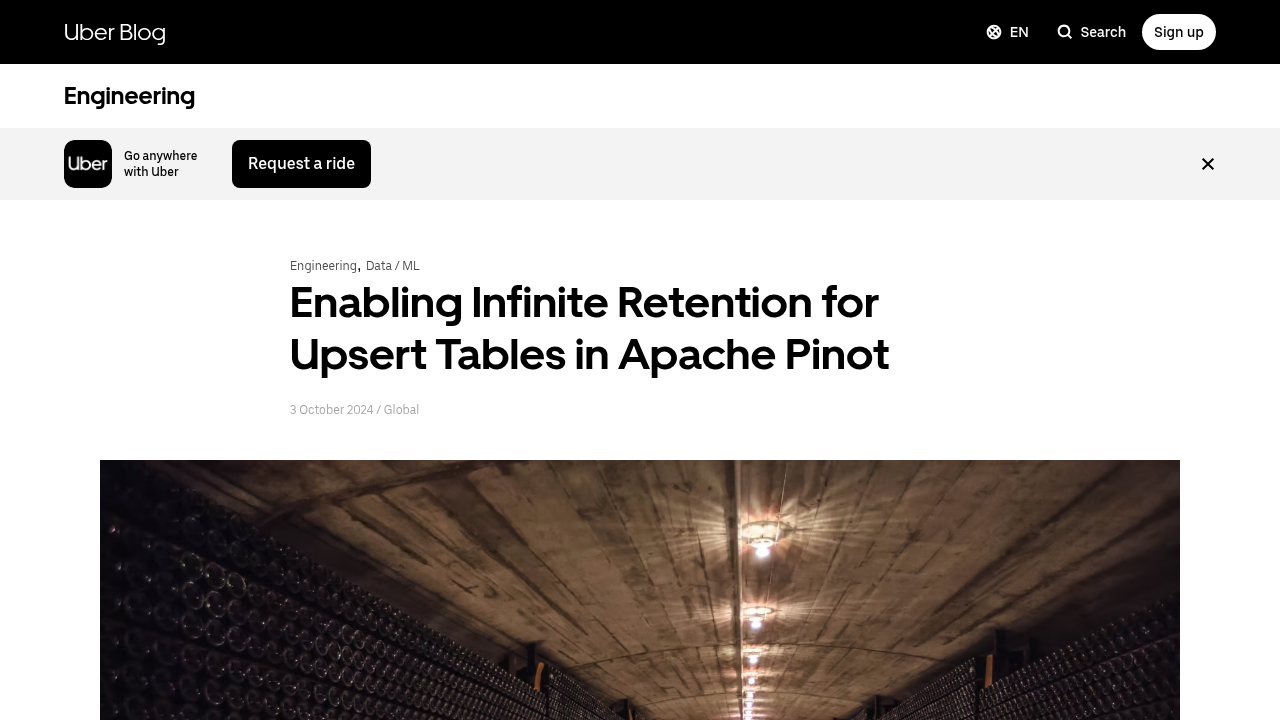 Uber Blog
EN
Search
Sign up
Engineering
Uber
Go anywhere
with Uber
Request a ride
Engineering, Data / ML
Enabling Infinite Retention for
Upsert Tables in Apache Pinot
3 October 2024 / Global